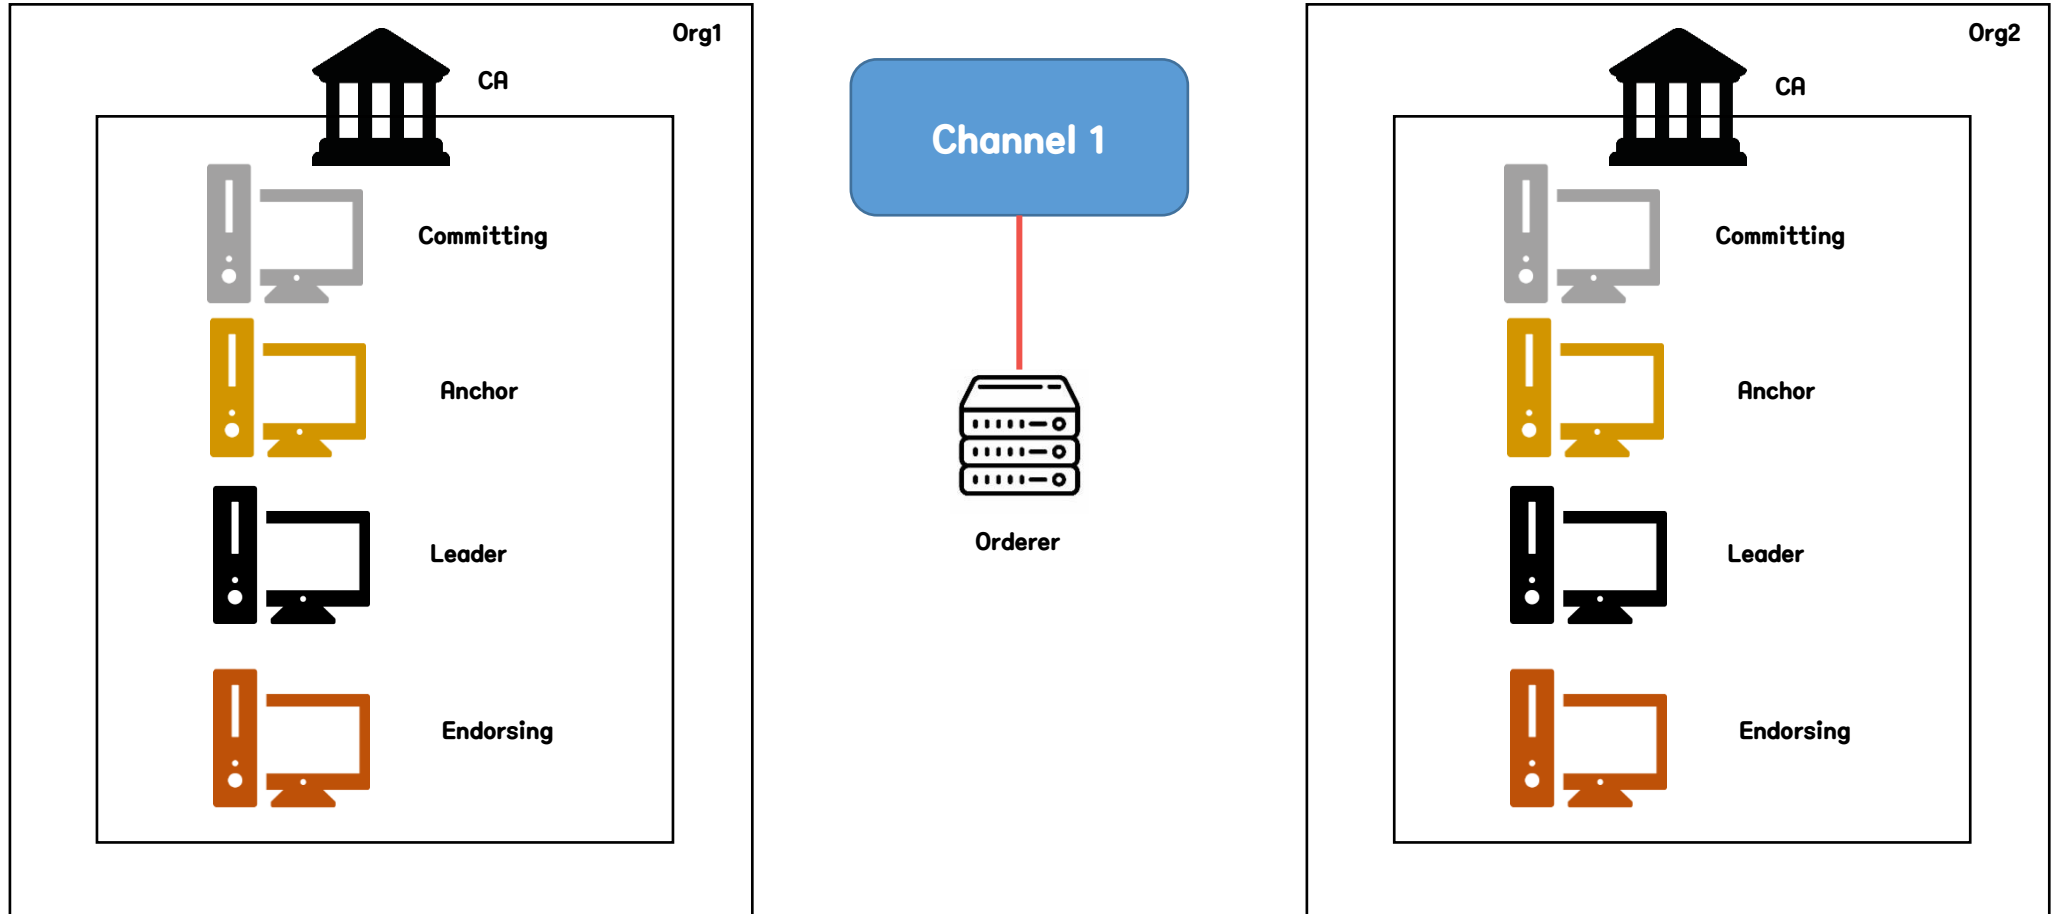 Org1
CA
Committing
Anchor
Leader
Endorsing
Channel 1
Orderer
Org2
CA
Committing
Anchor
Leader
Endorsing